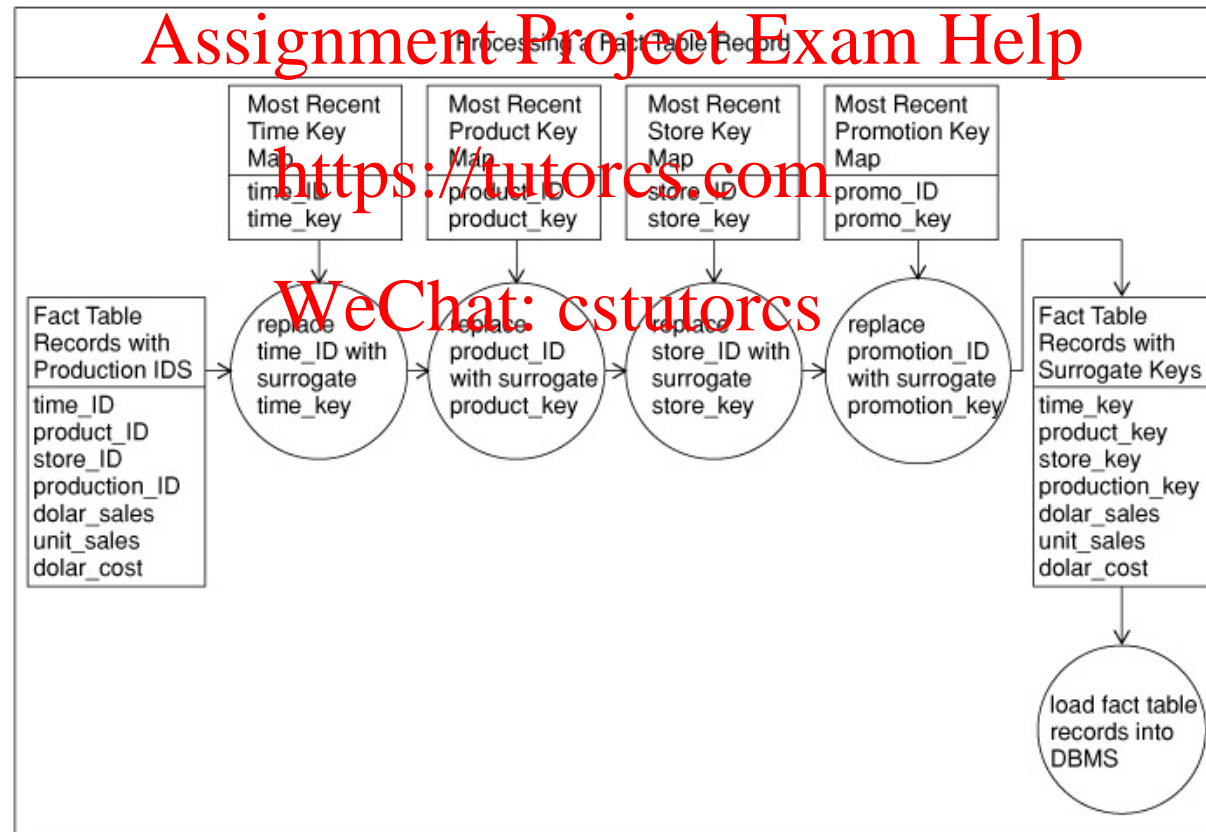 Assignment Project Exam Help
Processing a Fact Table Record
Most Recent
Time Key
Map
time_ID
time_key
Most Recent
Product Key
Map
product_ID
product_key
Most Recent
Store Key
Map
store_ID
store_key
Most Recent
Promotion Key
Map
promo_ID
promo_key
https://tutorcs.com
WeChat: cstutorcs
Fact Table
Records with
Production IDS
time_ID
product_ID
store_ID
production_ID
dolar_sales
unit_sales
dolar_cost
replace
time_ID with
surrogate
time_key
replace
product_ID
with surrogate
product_key
replace
store_ID with
surrogate
store_key
replace
promotion_ID
with surrogate
promotion_key
Fact Table
Records with
Surrogate Keys
time_key
product_key
store_key
production_key
dolar_sales
unit_sales
dolar_cost
load fact table
records into
DBMS